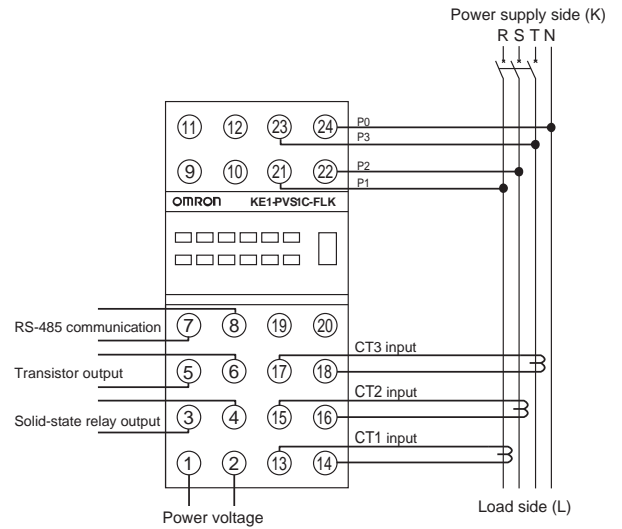 Power supply side (K)
R S T N
11 12 23 24 P0
P3
9 10 21 22 P2
P1
OMRON KE1-PVS1C-FLK
RS-485 communication 7 8 19 20
CT3 input
Transistor output 5 6 17 18
CT2 input
Solid-state relay output 3 4 15 16
CT1 input
1 2 13 14
Power voltage
Load side (L)